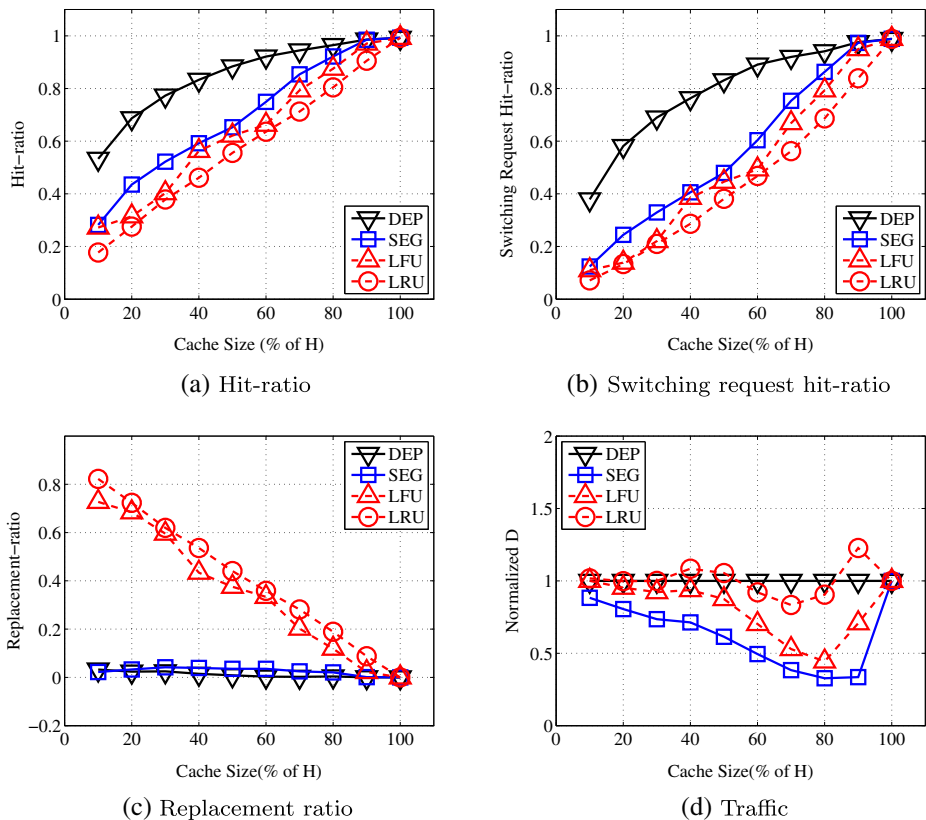 1
0.8
0.6
0.4
0.2
0
Hit−ratio
0 20 40 60 80 100
Cache Size (% of H)
DEP
SEG
LFU
LRU
(a) Hit-ratio
1
0.8
0.6
0.4
0.2
0
Switching Request Hit−ratio
0 20 40 60 80 100
Cache Size(% of H)
DEP
SEG
LFU
LRU
(b) Switching request hit-ratio
0.8
0.6
0.4
0.2
0
−0.2
Replacement−ratio
0 20 40 60 80 100
Cache Size(% of H)
DEP
SEG
LFU
LRU
(c) Replacement ratio
2
1.5
1
0.5
0
Normalized D
0 20 40 60 80 100
Cache Size(% of H)
DEP
SEG
LFU
LRU
(d) Traffic